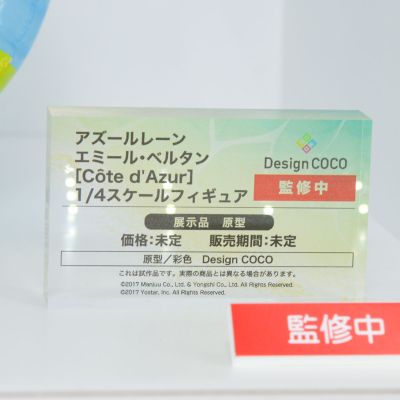 アズールレーン
エミール・ベルタン
[Côte d'Azur]
1/4スケールフィギュア
Design COCO
監修中
展示品 原型
価格:未定 販売期間:未定
原型／彩色 Design COCO
これは試作品です。実際の商品とは異なる場合があります。
©2017 Manjuu Co., Ltd. & Yongshi Co., Ltd. All Rights Reserved.
©2017 Yostar, Inc. All Rights Reserved.
監修中